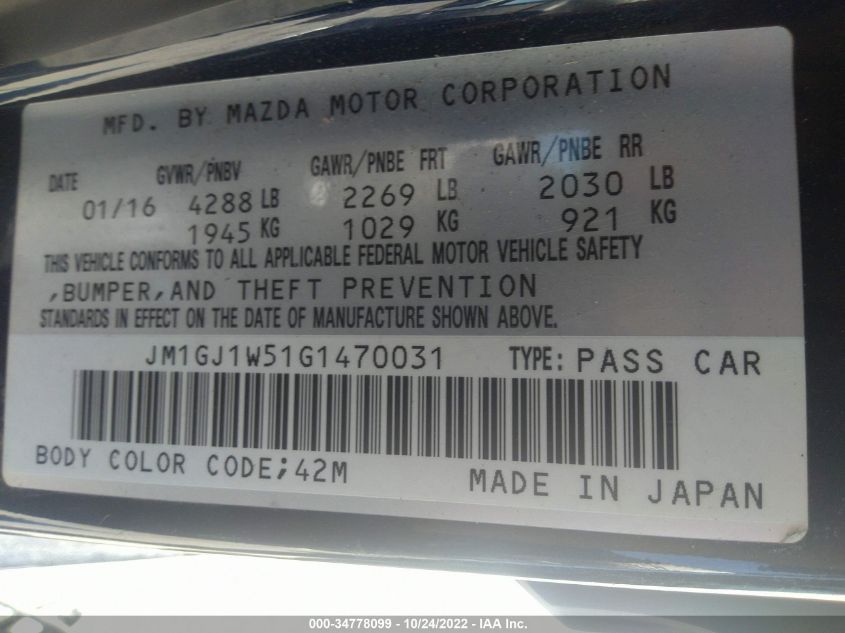 MFD. BY MAZDA MOTOR CORPORATION
DATE GVWR/PNBV GAWR/PNBE FRT GAWR/PNBE RR
01/16 4288 LB 2269 LB 2030 LB
1945 KG 1029 KG 921 KG
THIS VEHICLE CONFORMS TO ALL APPLICABLE FEDERAL MOTOR VEHICLE SAFETY
,BUMPER,AND THEFT PREVENTION
STANDARDS IN EFFECT ON THE DATE OF MANUFACTURE SHOWN ABOVE.
JM1GJ1W51G1470031 TYPE: PASS CAR
BODY COLOR CODE;42M MADE IN JAPAN
000-34778099 - 10/24/2022 - IAA Inc.